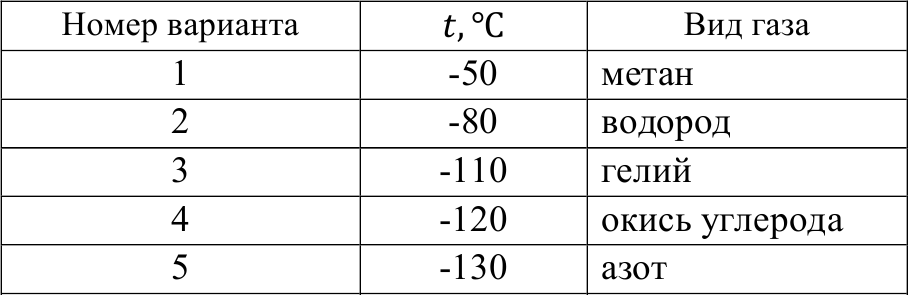 Номер варианта t, °C Вид газа
1 -50 метан
2 -80 водород
3 -110 гелий
4 -120 окись углерода
5 -130 азот